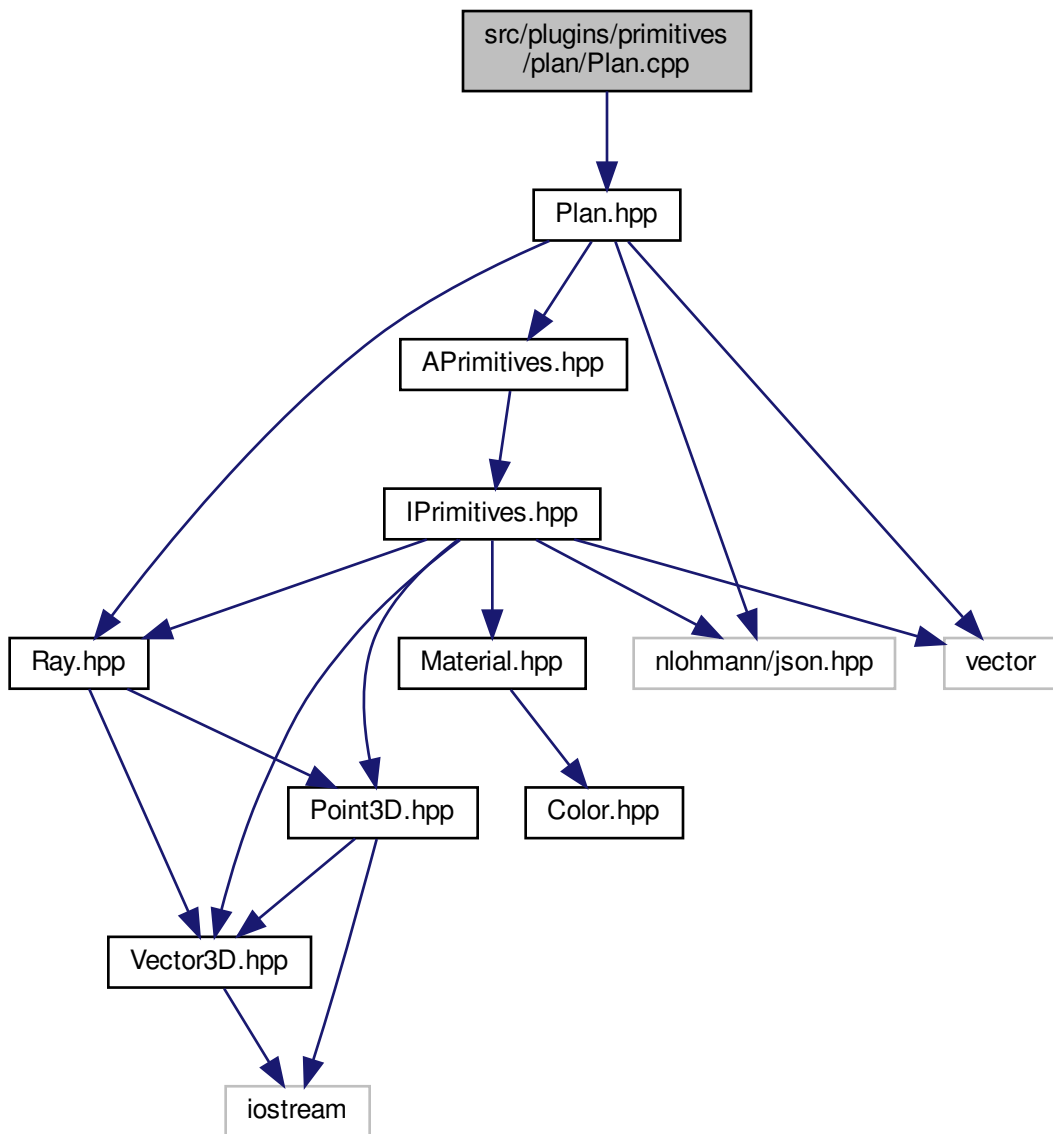 src/plugins/primitives
/plan/Plan.cpp
Plan.hpp
APrimitives.hpp
IPrimitives.hpp
Ray.hpp
Material.hpp
nlohmann/json.hpp
vector
Point3D.hpp
Color.hpp
Vector3D.hpp
iostream